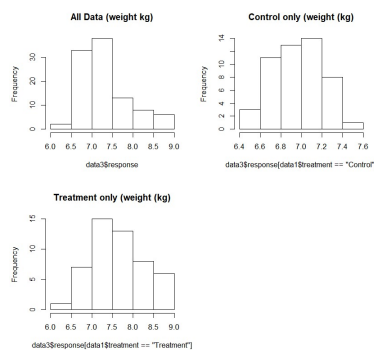 All Data (weight kg)
Frequency
0 10 20 30
6.0 6.5 7.0 7.5 8.0 8.5 9.0
data3$response
Control only (weight (kg)
Frequency
0 2 4 6 8 10 14
6.4 6.6 6.8 7.0 7.2 7.4 7.6
data3$response[data1$treatment == "Control"
Treatment only (weight (kg)
Frequency
0 5 10 15
6.0 6.5 7.0 7.5 8.0 8.5 9.0
data3$response[data1$treatment == "Treatment"]